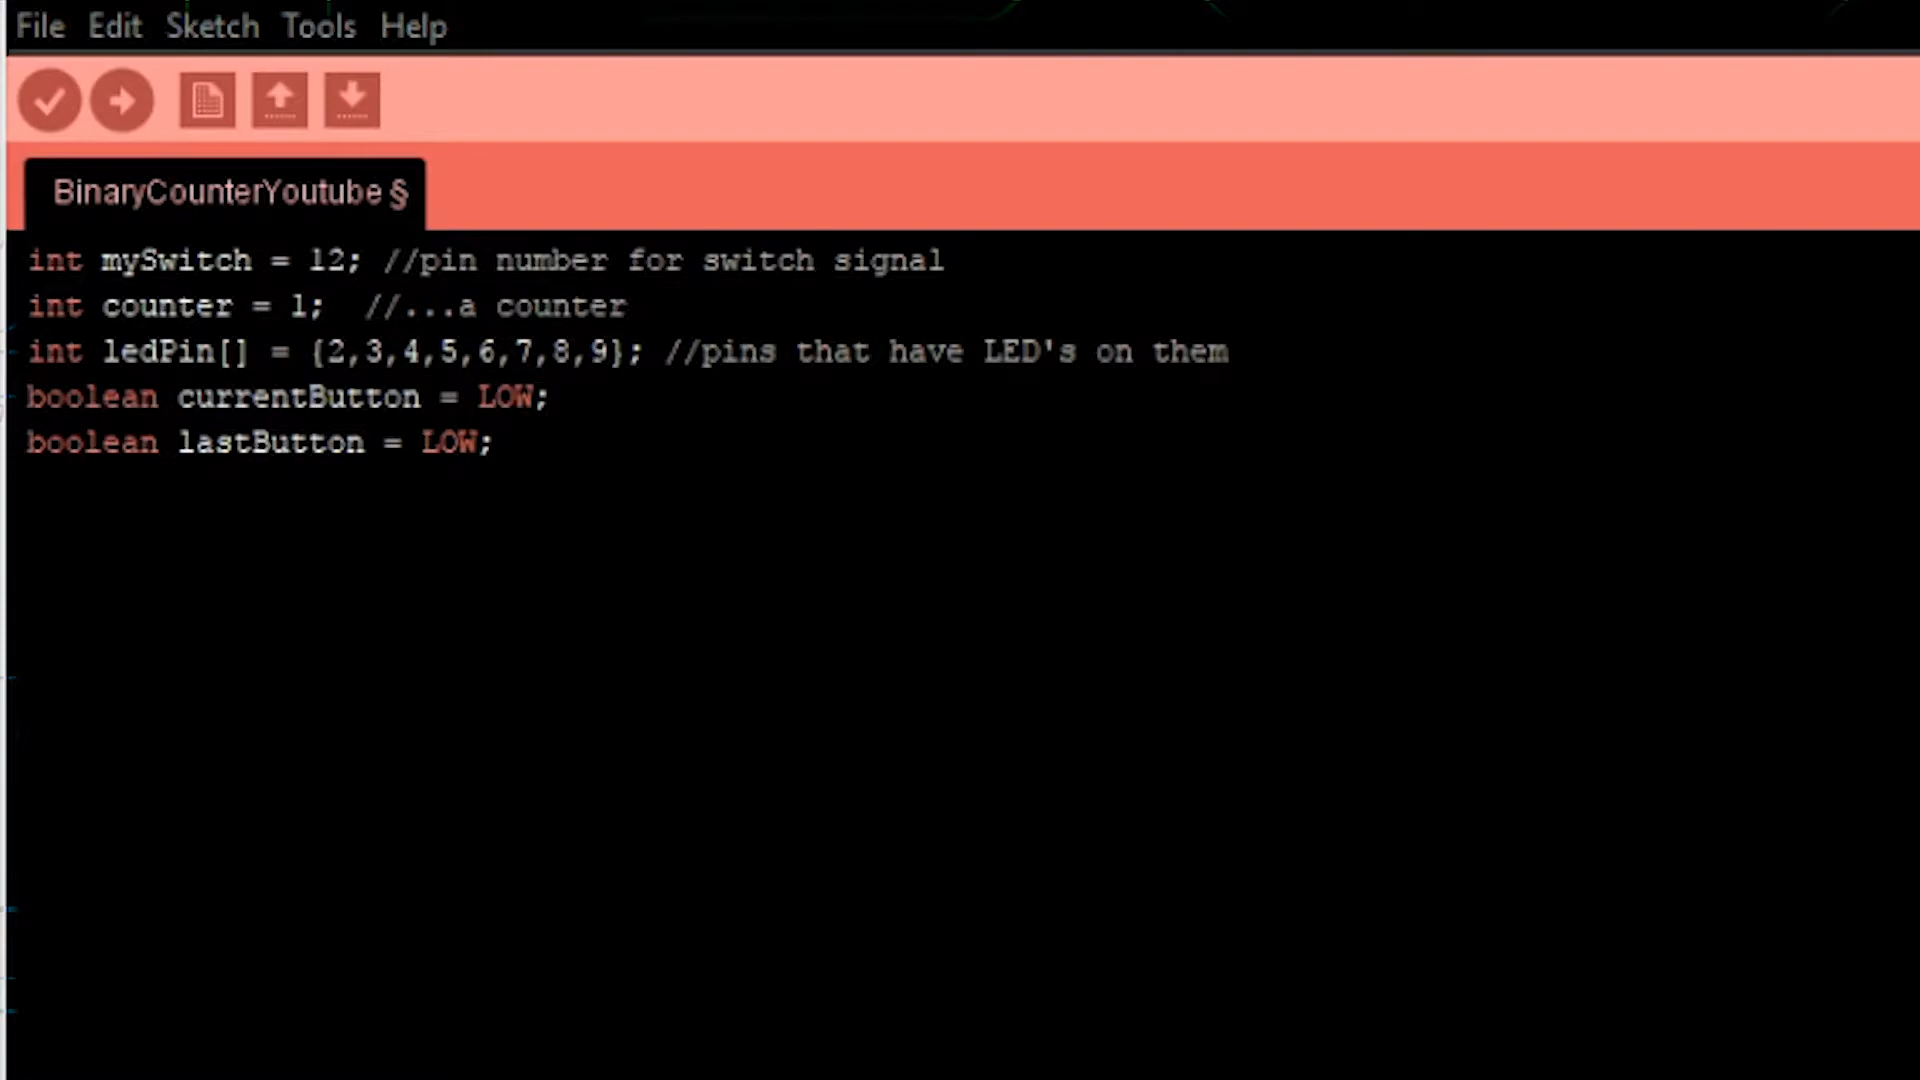 File Edit Sketch Tools Help
BinaryCounterYoutube §
int mySwitch = 12; //pin number for switch signal
int counter = 1;  //...a counter
int ledPin[] = {2,3,4,5,6,7,8,9}; //pins that have LED's on them
boolean currentButton = LOW;
boolean lastButton = LOW;